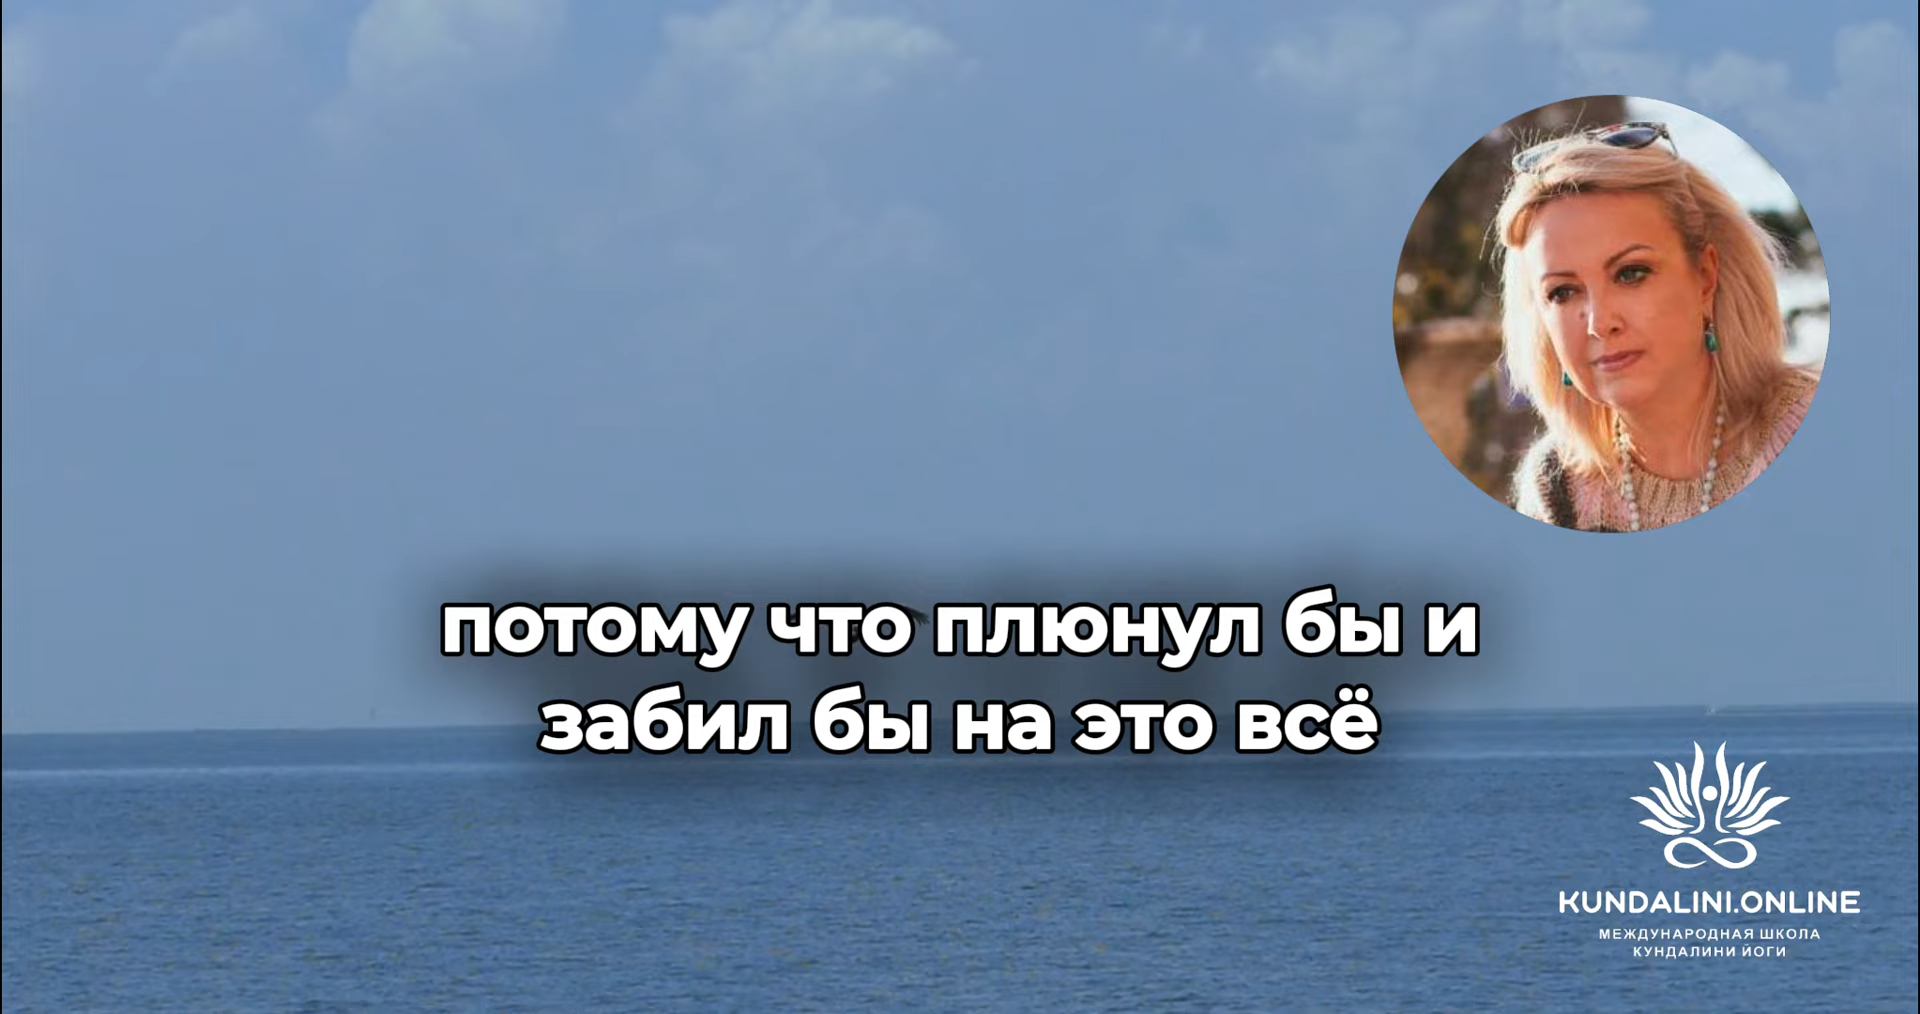 потому что плюнул бы и
забил бы на это всё
KUNDALINI.ONLINE
МЕЖДУНАРОДНАЯ ШКОЛА
КУНДАЛИНИ ЙОГИ